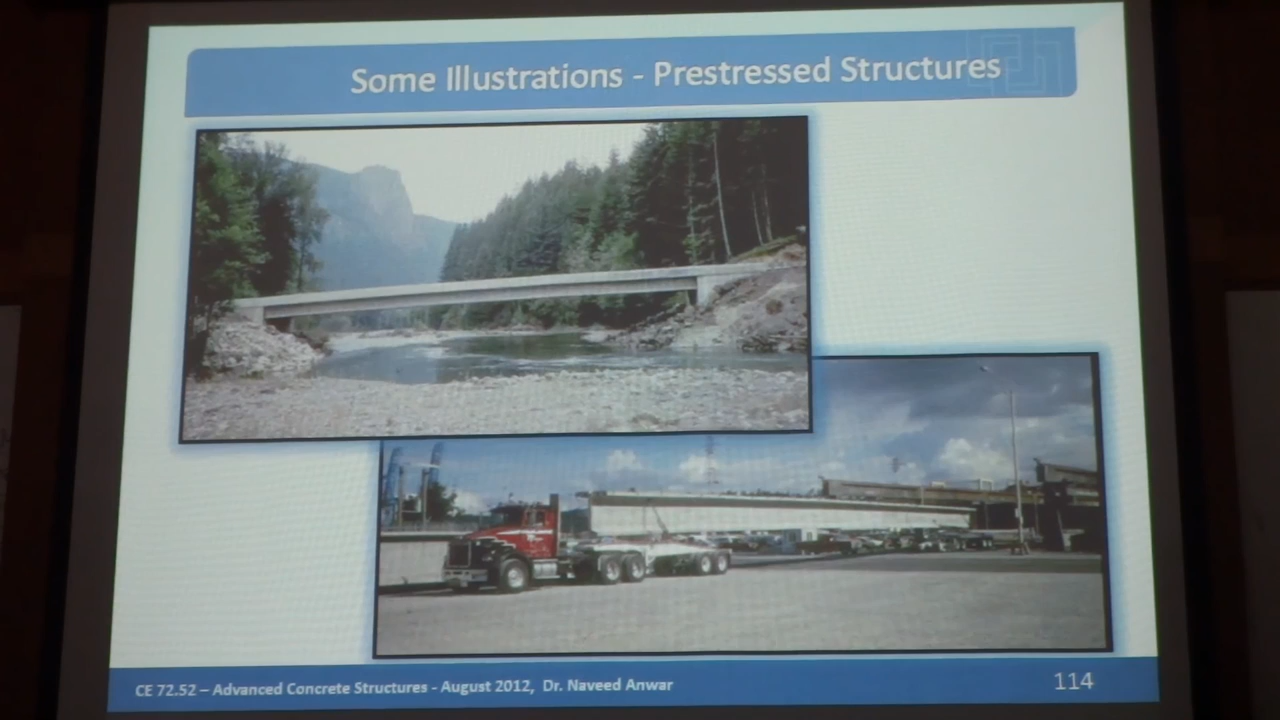 Some Illustrations - Prestressed Structures
CE 72.52 – Advanced Concrete Structures - August 2012, Dr. Naveed Anwar
114